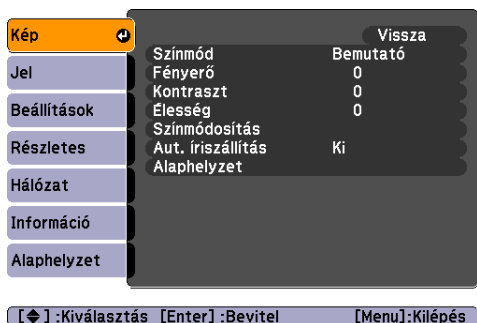 Kép
Jel
Beállítások
Részletes
Hálózat
Információ
Alaphelyzet
Vissza
Színmód Bemutató
Fényerő 0
Kontraszt 0
Élesség 0
Színmódosítás
Aut. íriszállítás Ki
Alaphelyzet
[◆] :Kiválasztás [Enter] :Bevitel [Menu]:Kilépés